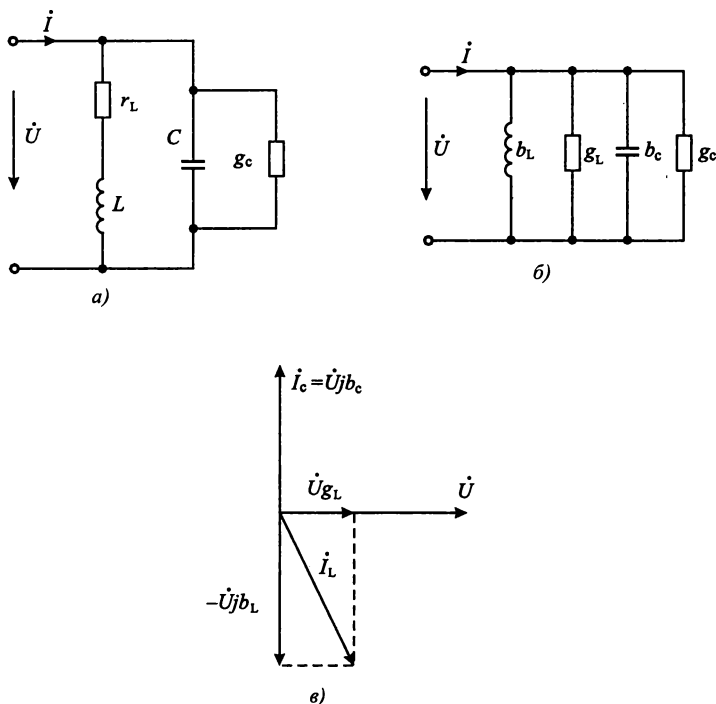 İ
U̇
r_L
L
C
g_c
а)
İ
U̇
b_L
g_L
b_c
g_c
б)
İ_c = U̇jb_c
U̇g_L
U̇
İ_L
–U̇jb_L
в)